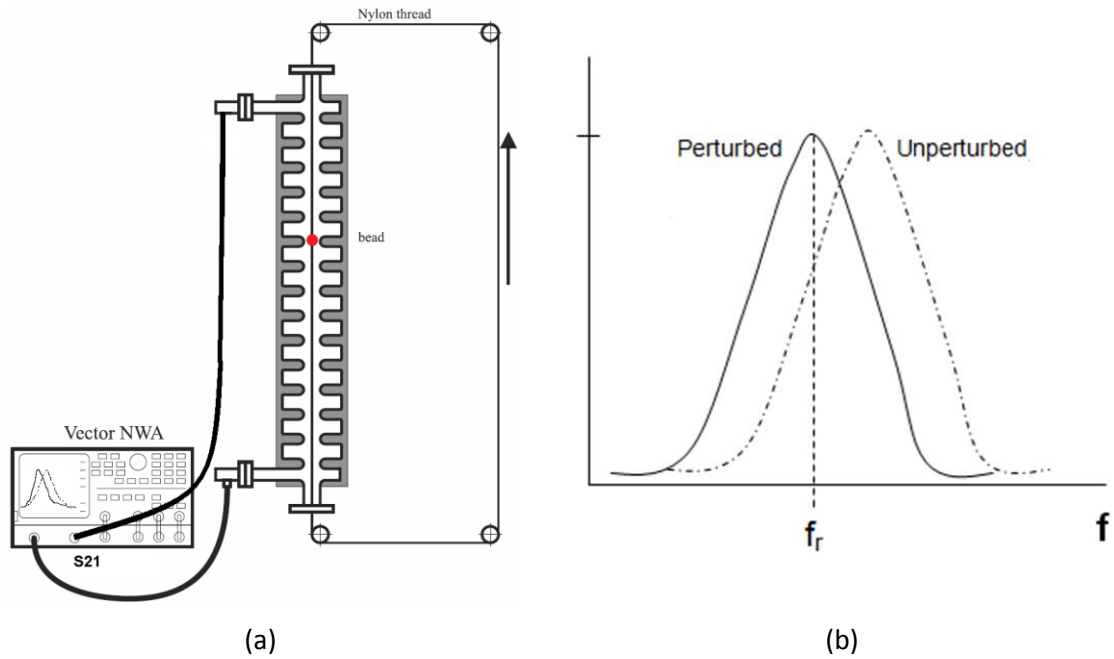 Nylon thread
bead
Vector NWA
S21
(a)
Perturbed
Unperturbed
fr
f
(b)